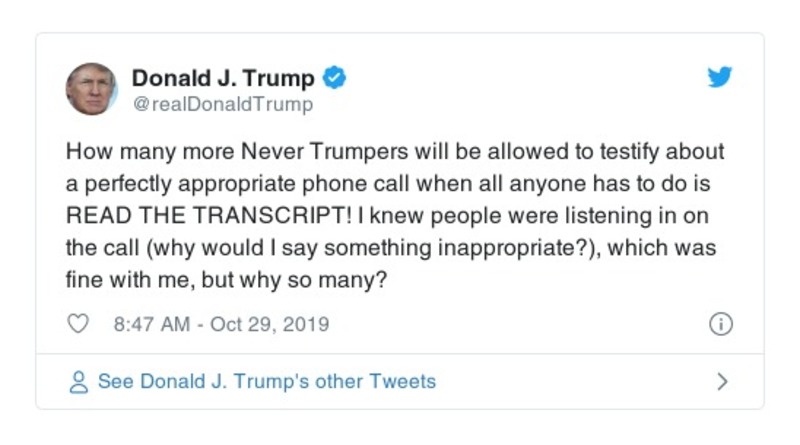 Donald J. Trump
@realDonaldTrump
How many more Never Trumpers will be allowed to testify about
a perfectly appropriate phone call when all anyone has to do is
READ THE TRANSCRIPT! I knew people were listening in on
the call (why would I say something inappropriate?), which was
fine with me, but why so many?
8:47 AM - Oct 29, 2019
See Donald J. Trump's other Tweets